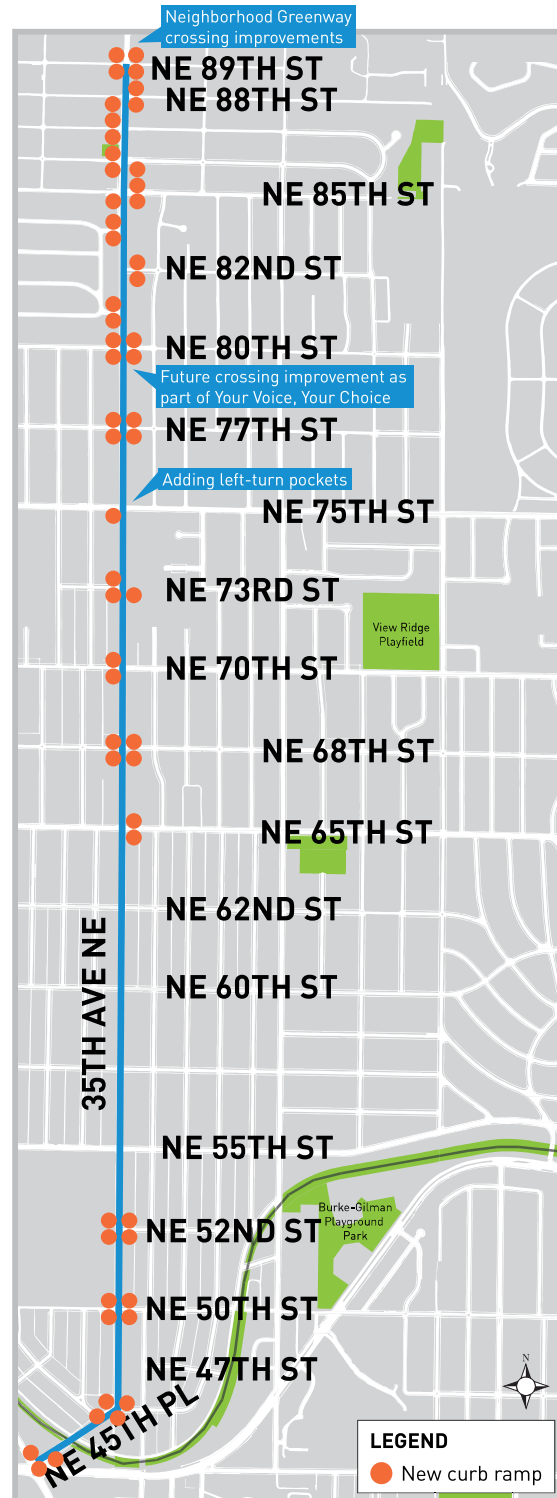 Neighborhood Greenway
crossing improvements
NE 89TH ST
NE 88TH ST
NE 85TH ST
NE 82ND ST
NE 80TH ST
Future crossing improvement as
part of Your Voice, Your Choice
NE 77TH ST
Adding left-turn pockets
NE 75TH ST
NE 73RD ST
View Ridge
Playfield
NE 70TH ST
NE 68TH ST
NE 65TH ST
NE 62ND ST
35TH AVE NE
NE 60TH ST
NE 55TH ST
Burke-Gilman
Playground
Park
NE 52ND ST
NE 50TH ST
NE 47TH ST
NE 45TH PL
N
LEGEND
New curb ramp